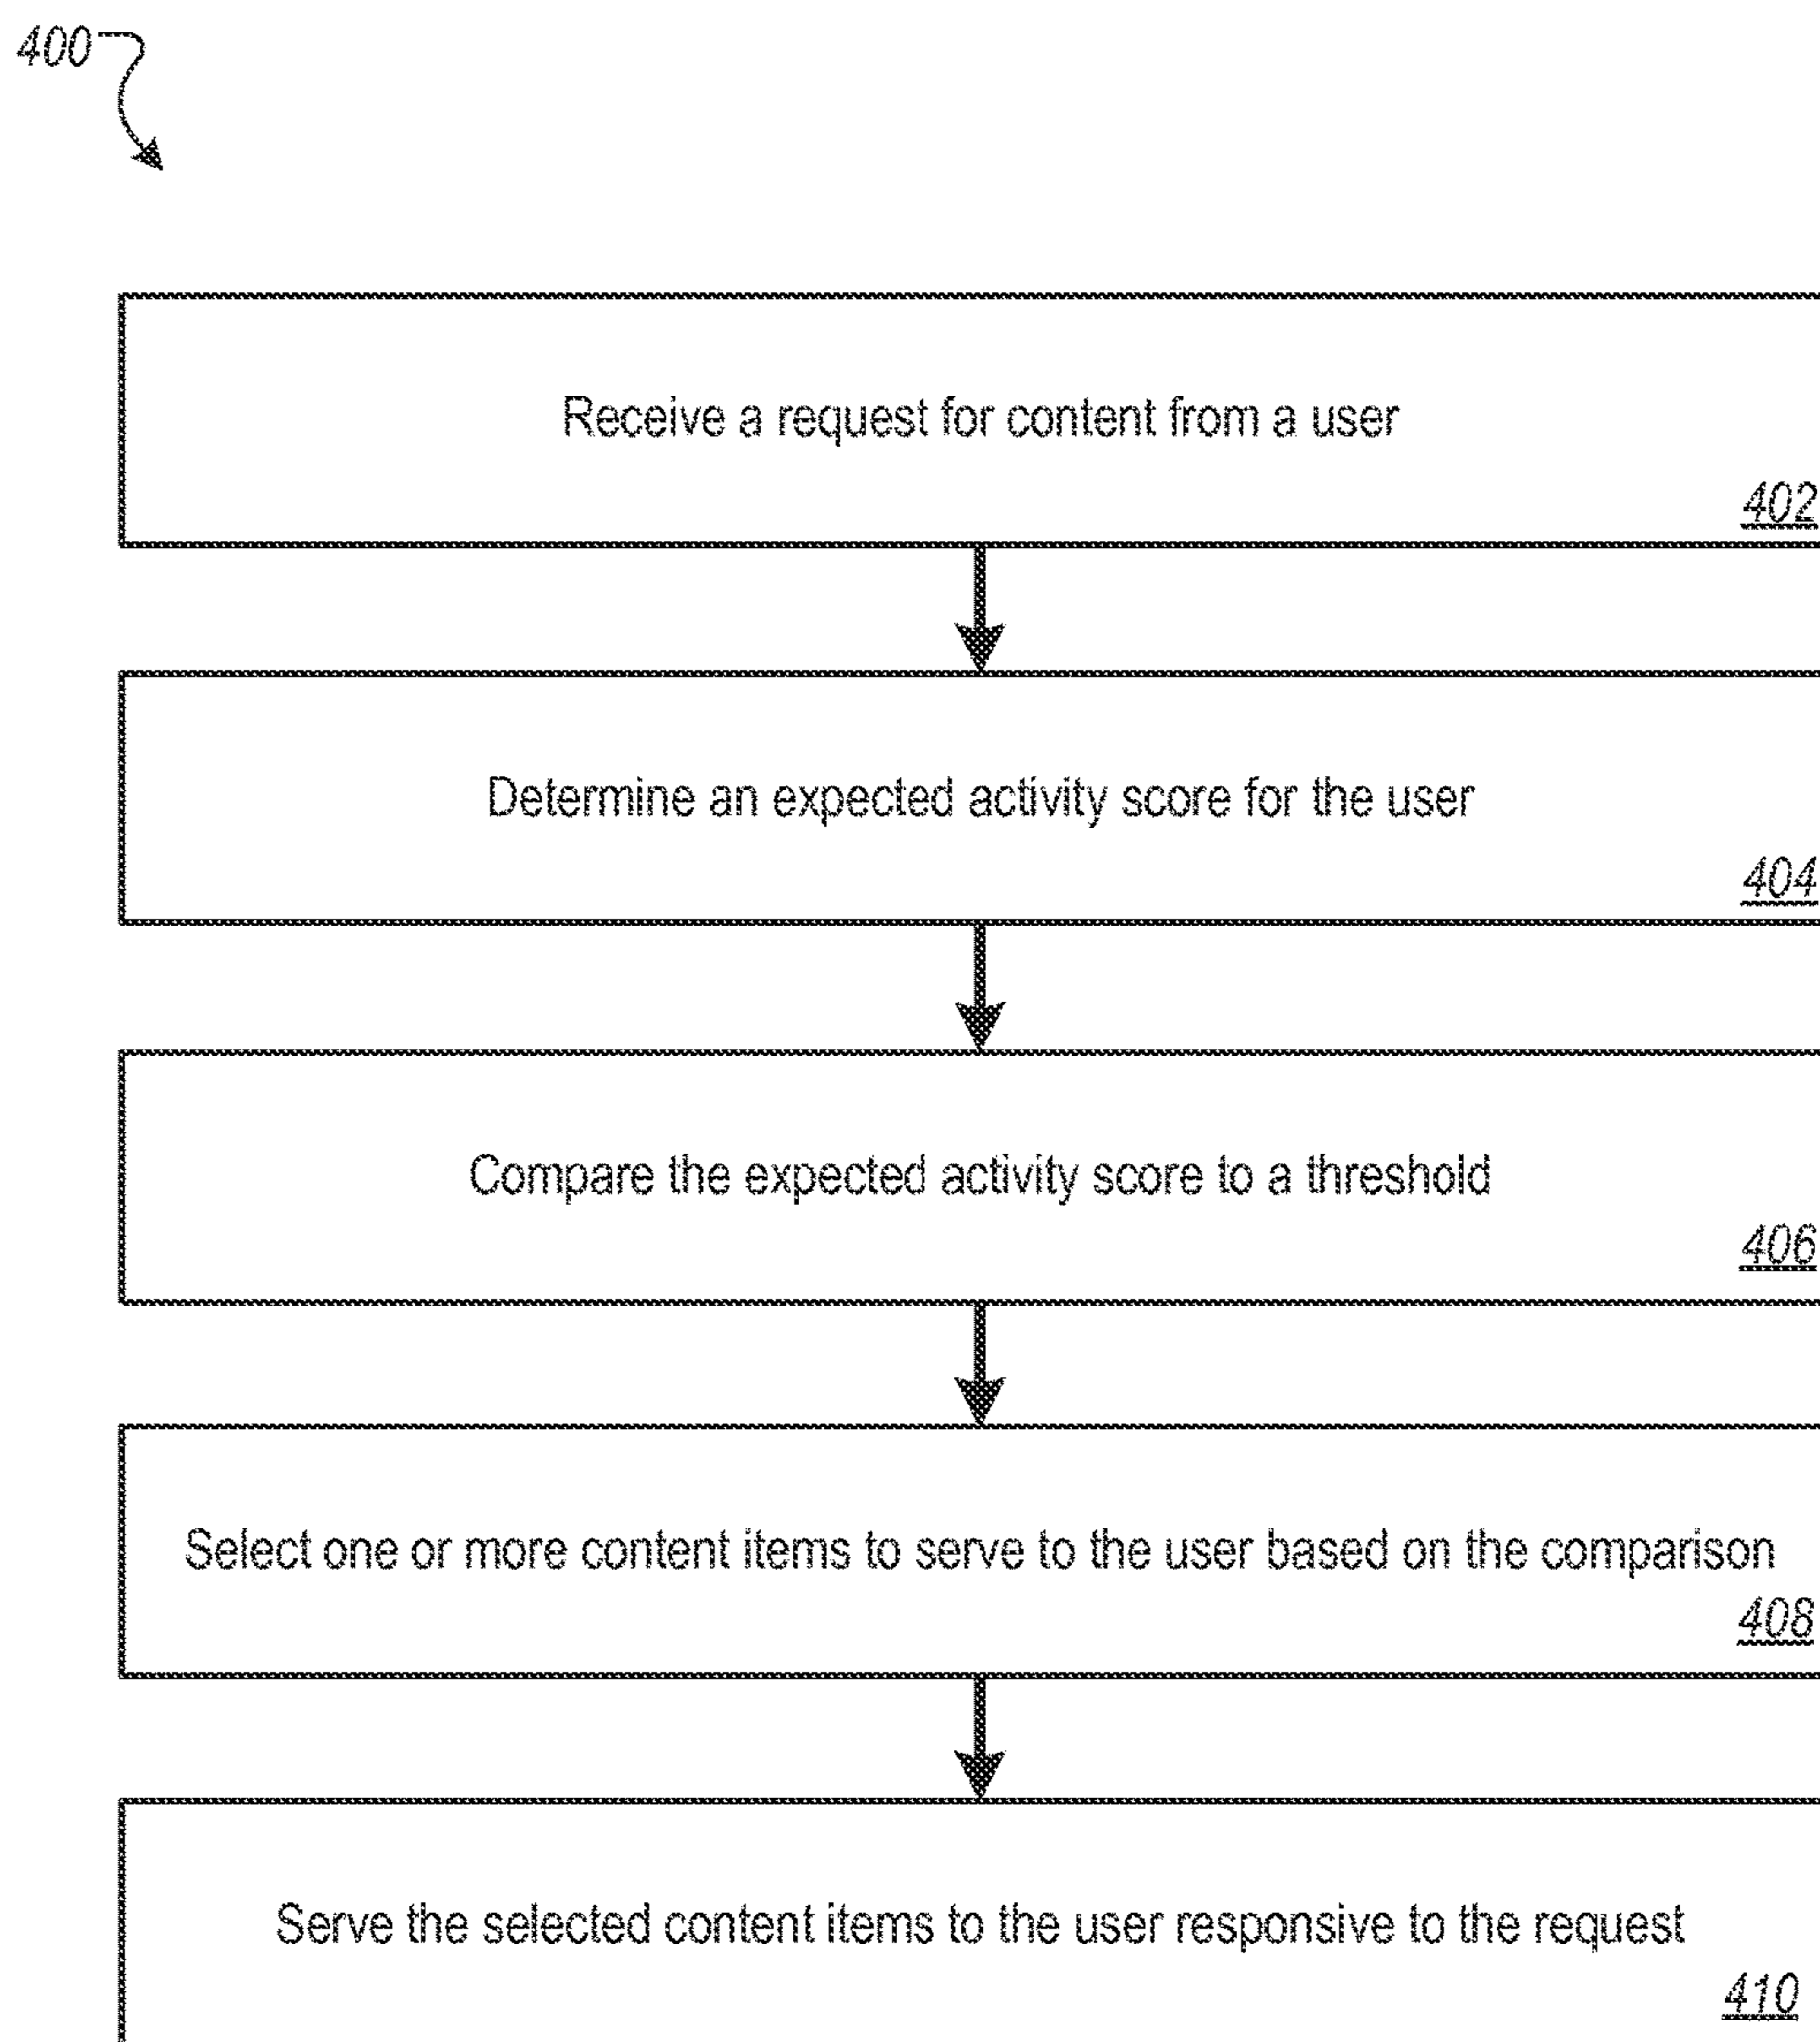 400
Receive a request for content from a user
402
Determine an expected activity score for the user
404
Compare the expected activity score to a threshold
406
Select one or more content items to serve to the user based on the comparison
408
Serve the selected content items to the user responsive to the request
410